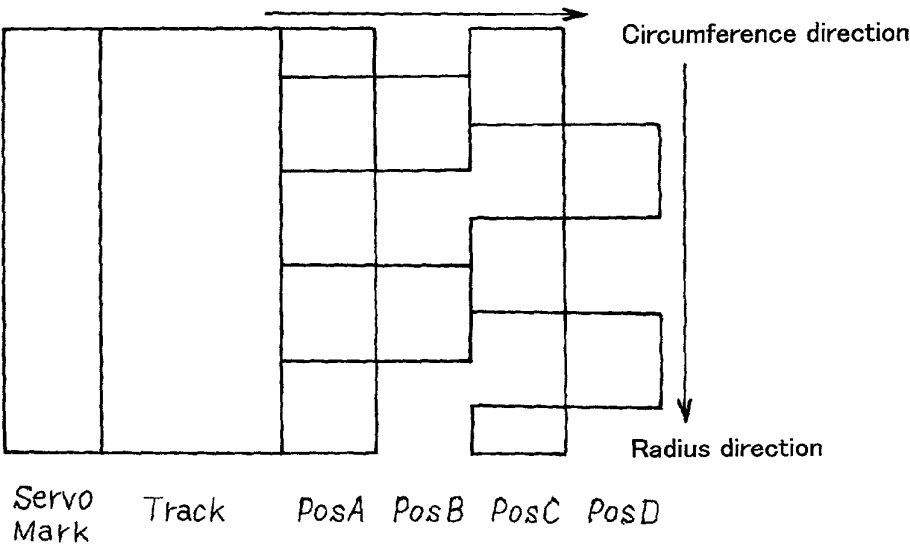 Circumference direction
Radius direction
Servo
Mark
Track
PosA
PosB
PosC
PosD